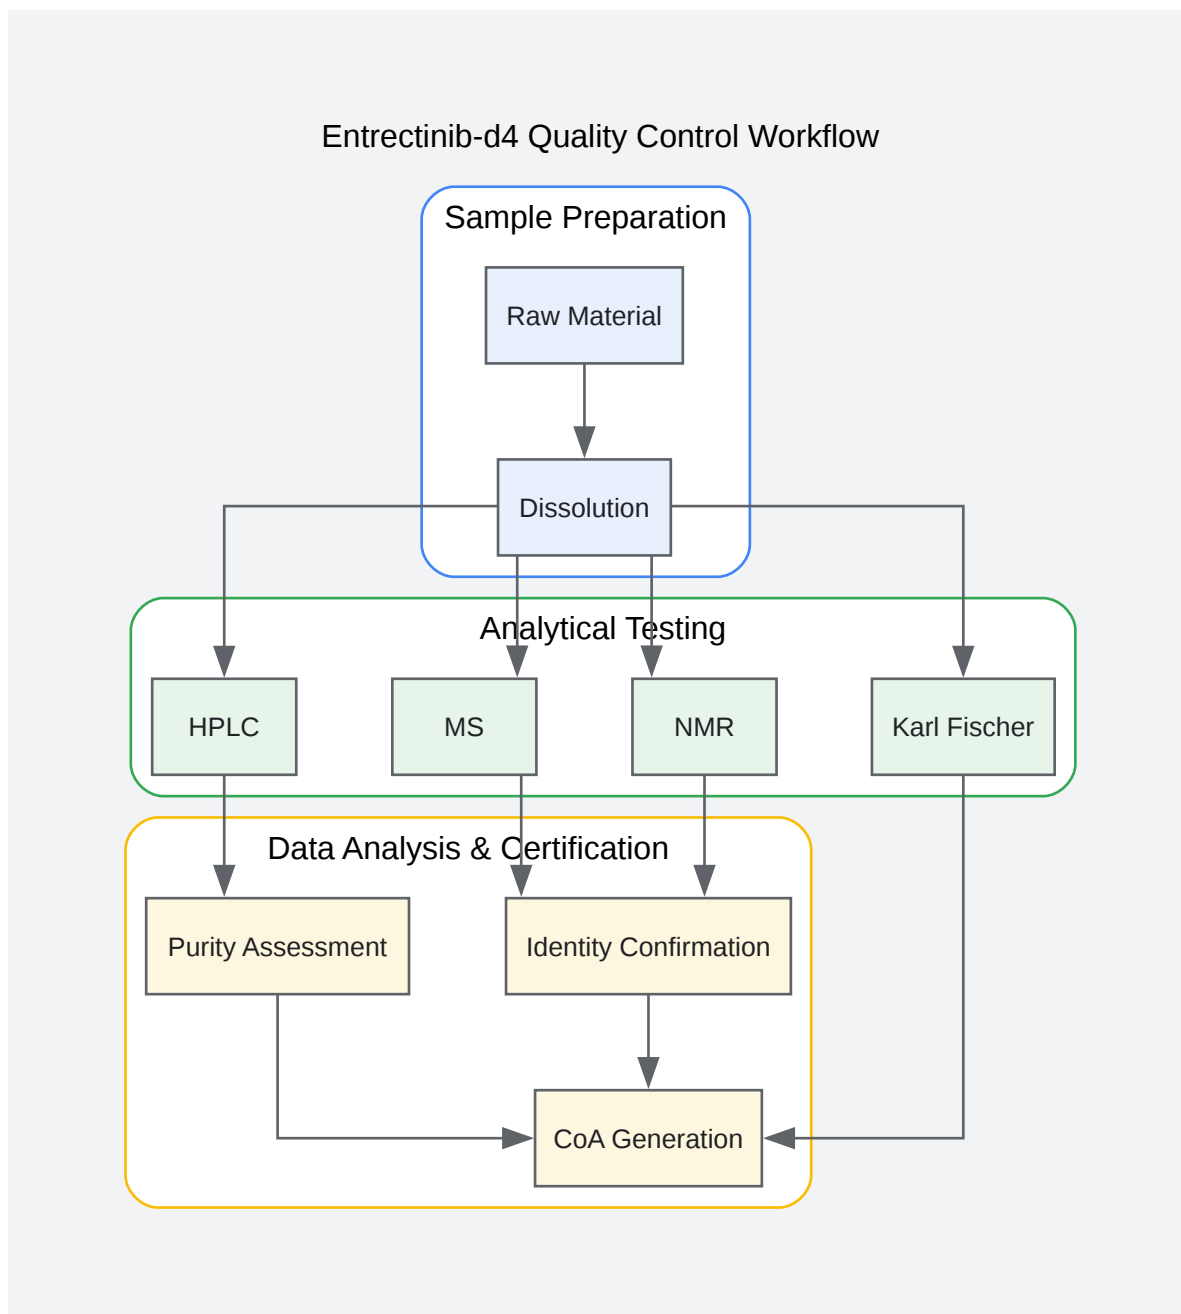 Entrectinib-d4 Quality Control Workflow
Sample Preparation
Raw Material
Dissolution
Analytical Testing
HPLC
MS
NMR
Karl Fischer
Data Analysis & Certification
Purity Assessment
Identity Confirmation
CoA Generation